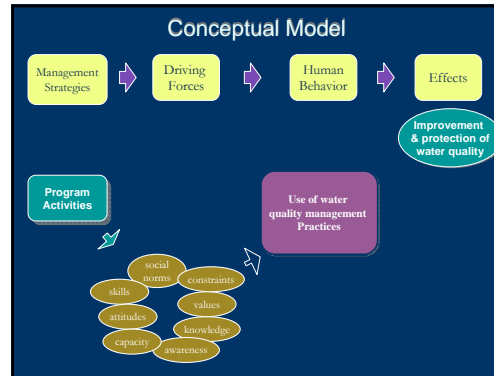 Conceptual Model
Management
Strategies
Driving
Forces
Human
Behavior
Effects
Improvement
& protection of
water quality
Program
Activities
Use of water
quality management
Practices
social
norms
constraints
skills
values
attitudes
knowledge
capacity
awareness